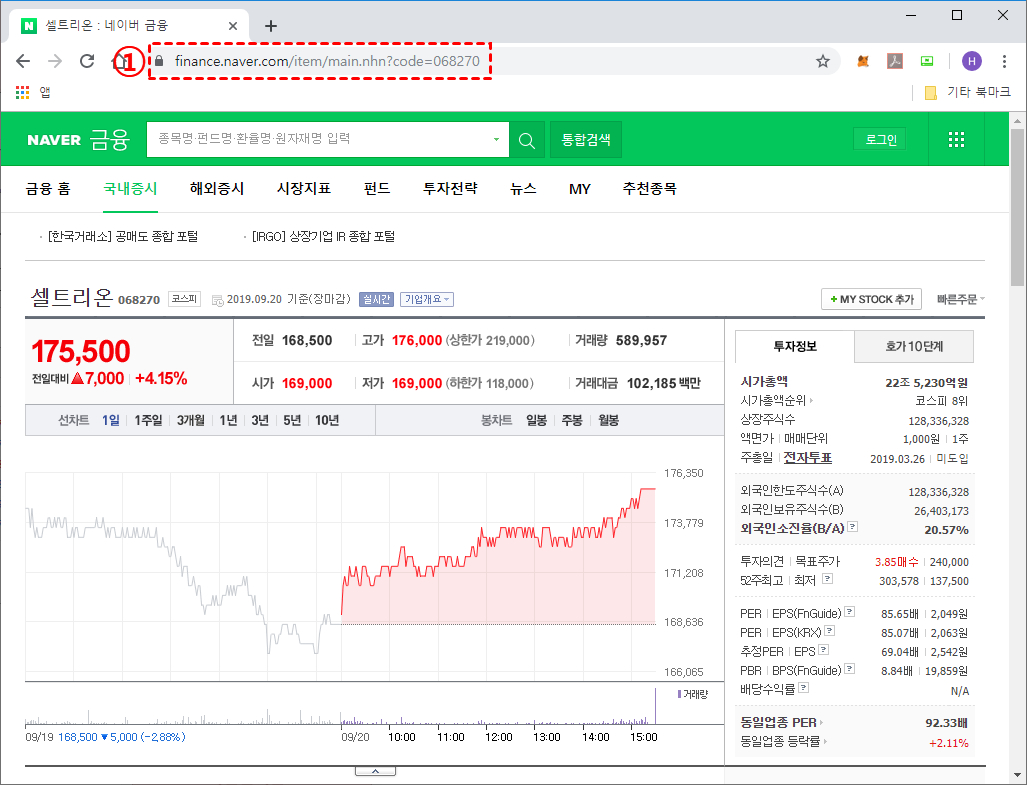 셀트리온 : 네이버 금융
① finance.naver.com/item/main.nhn?code=068270 H
앱 기타 북마크
NAVER 금융 종목명·펀드명·환율명·원자재명 입력 통합검색 로그인
금융 홈 국내증시 해외증시 시장지표 펀드 투자전략 뉴스 MY 추천종목
· [한국거래소] 공매도 종합 포털 · [IRGO] 상장기업 IR 종합 포털
셀트리온 068270 코스피 2019.09.20 기준(장마감) 실시간 기업개요 + MY STOCK 추가 빠른주문
175,500
전일대비 ▲7,000 +4.15%
전일 168,500 고가 176,000 (상한가 219,000) 거래량 589,957
시가 169,000 저가 169,000 (하한가 118,000) 거래대금 102,185 백만
선차트 1일 1주일 3개월 1년 3년 5년 10년 봉차트 일봉 주봉 월봉
176,350
173,779
171,208
168,636
166,065
거래량
09/19 168,500 ▼5,000 (-2.88%) 09/20 10:00 11:00 12:00 13:00 14:00 15:00
투자정보 호가 10단계
시가총액 22조 5,230억원
시가총액순위 코스피 8위
상장주식수 128,336,328
액면가 매매단위 1,000원 1주
주총일 전자투표 2019.03.26 미도입
외국인한도주식수(A) 128,336,328
외국인보유주식수(B) 26,403,173
외국인소진율(B/A) ? 20.57%
투자의견 목표주가 3.85매수 240,000
52주최고 최저 ? 303,578 137,500
PER EPS(FnGuide) ? 85.65배 2,049원
PER EPS(KRX) ? 85.07배 2,063원
추정PER EPS ? 69.04배 2,542원
PBR BPS(FnGuide) ? 8.84배 19,859원
배당수익률 ? N/A
동일업종 PER 92.33배
동일업종 등락률 +2.11%